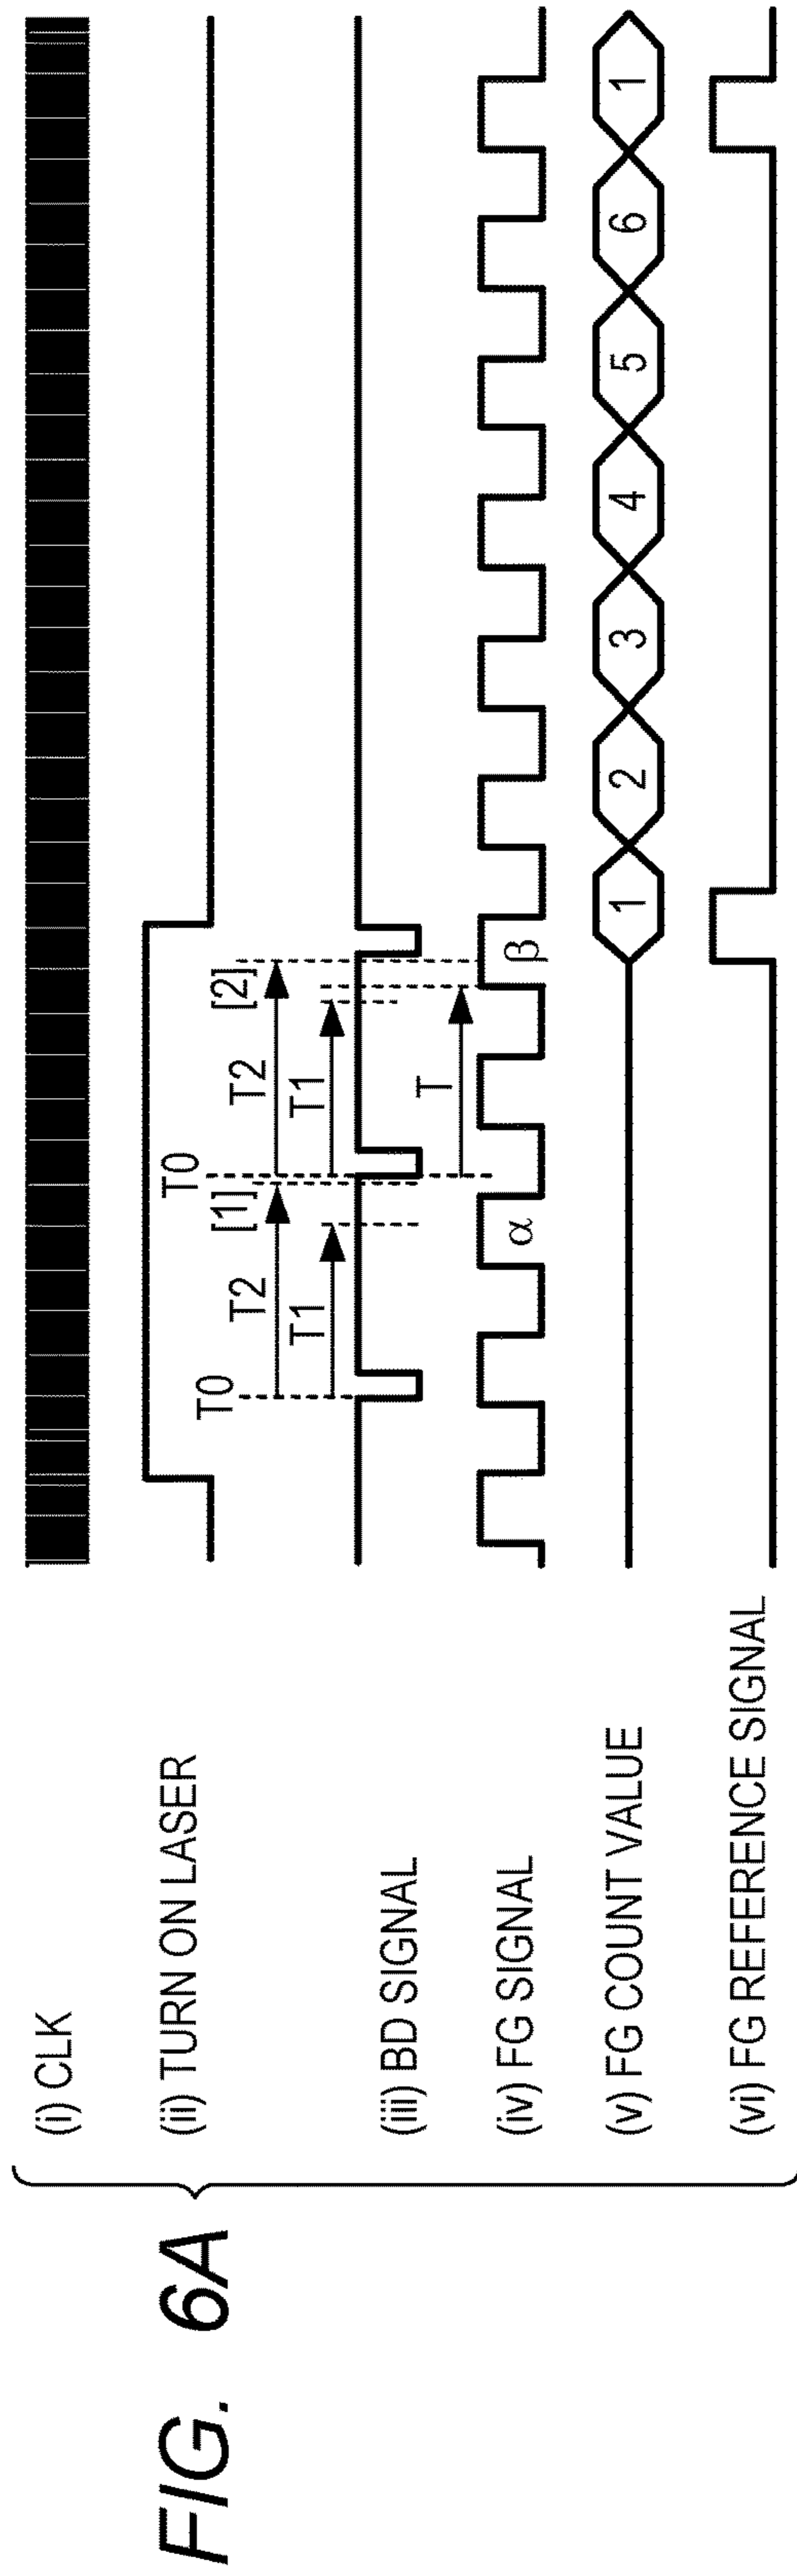 FIG. 6A
(i) CLK
(ii) TURN ON LASER
T0
T0
[1]
[2]
T2
T2
T1
T1
(iii) BD SIGNAL
T
(iv) FG SIGNAL
α
β
(v) FG COUNT VALUE
1
2
3
4
5
6
1
(vi) FG REFERENCE SIGNAL